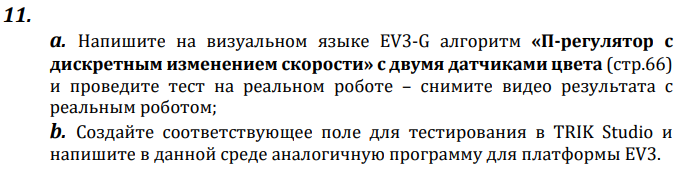 11.
a. Напишите на визуальном языке EV3-G алгоритм «П-регулятор с
дискретным изменением скорости» с двумя датчиками цвета (стр.66)
и проведите тест на реальном роботе – снимите видео результата с
реальным роботом;
b. Создайте соответствующее поле для тестирования в TRIK Studio и
напишите в данной среде аналогичную программу для платформы EV3.